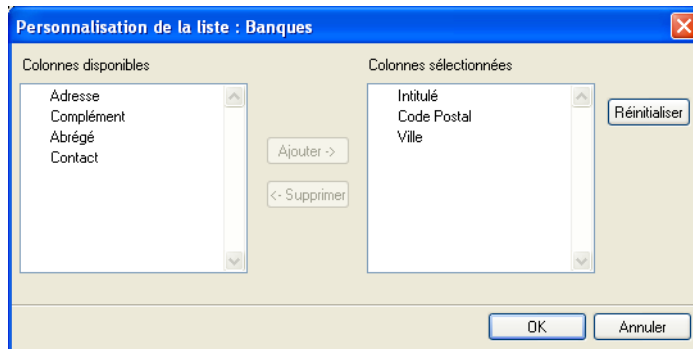 Personnalisation de la liste : Banques
Colonnes disponibles
Adresse
Complément
Abrégé
Contact
Ajouter ->
<- Supprimer
Colonnes sélectionnées
Intitulé
Code Postal
Ville
Réinitialiser
OK
Annuler